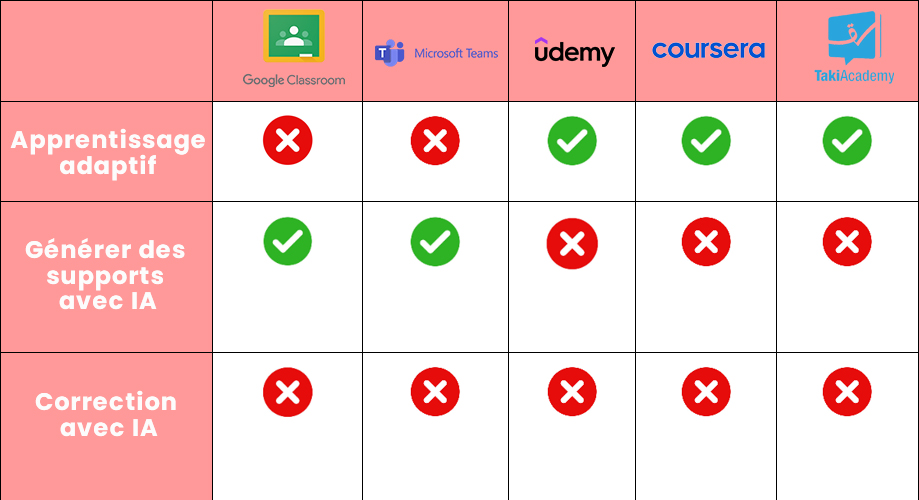 Google Classroom
Microsoft Teams
udemy
coursera
TakiAcademy
Apprentissage
adaptif
Générer des
supports
avec IA
Correction
avec IA